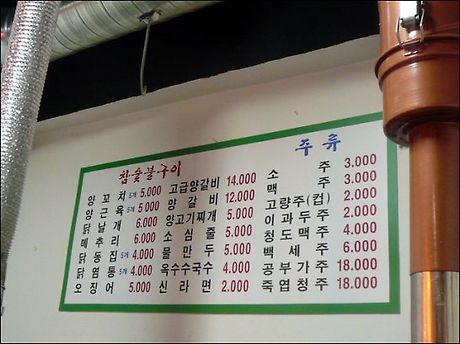 참숯불구이
양꼬치 5개 5.000
양근육 5개 5.000
닭날개 6.000
메추리 6.000
닭똥집 5개 4.000
닭염통 5개 4.000
오징어 5.000
고급양갈비 14.000
양갈비 12.000
양고기찌개 5.000
소심줄 5.000
물만두 5.000
옥수수국수 4.000
신라면 2.000
주류
소주 3.000
맥주 3.000
고량주(컵) 2.000
이과두주 2.000
청도맥주 4.000
백세주 6.000
공부가주 18.000
죽엽청주 18.000